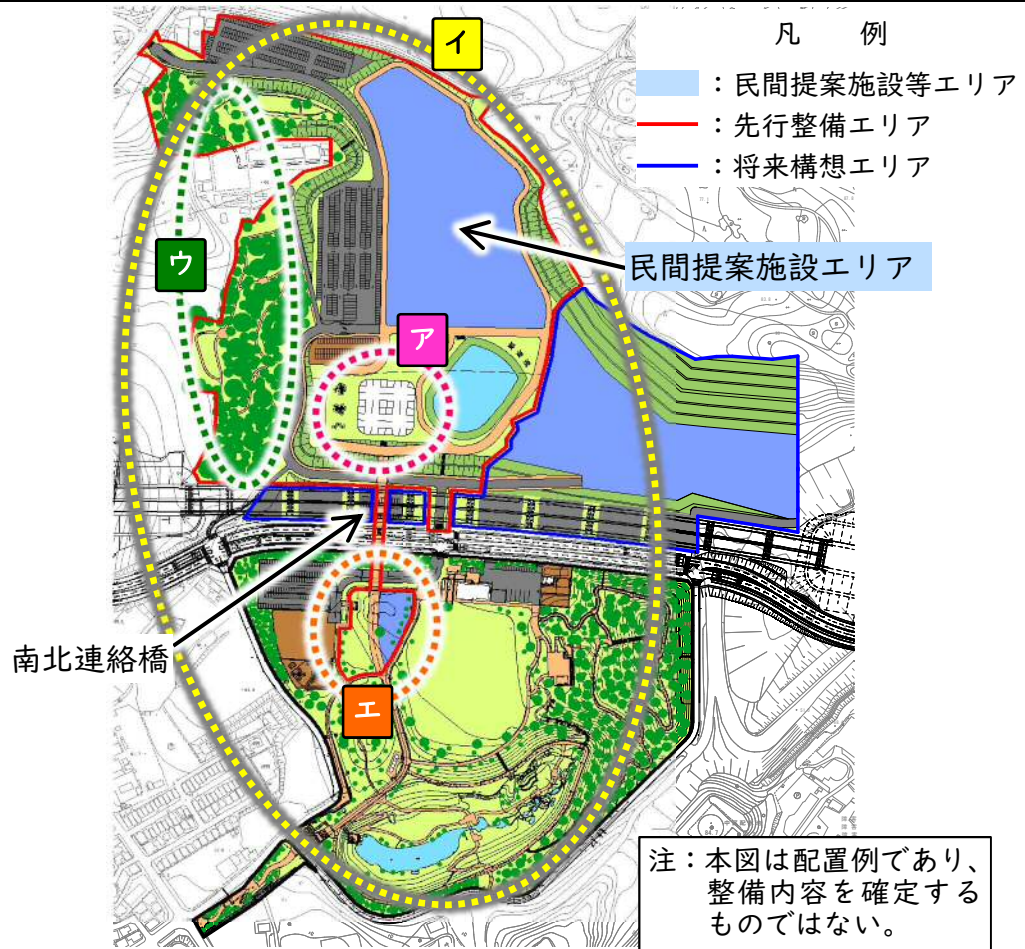 凡　例
：民間提案施設等エリア
：先行整備エリア
：将来構想エリア
イ
ウ
民間提案施設エリア
ア
南北連絡橋
エ
注：本図は配置例であり、
整備内容を確定する
ものではない。